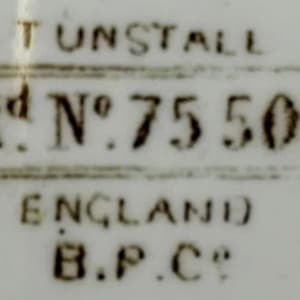 TUNSTALL
d. No. 7550
ENGLAND
B.P.Co.